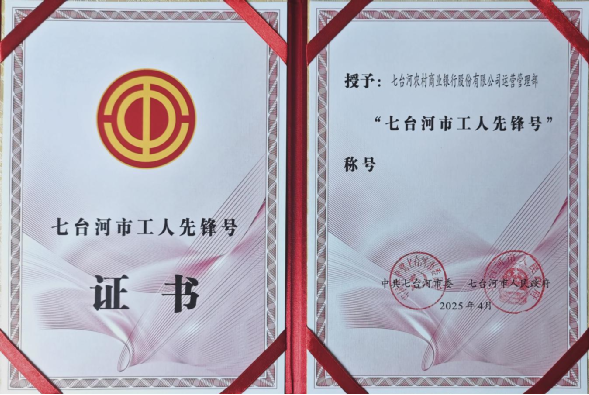 七台河市工人先锋号
证书
授予：七台河农村商业银行股份有限公司运营管理部
“七台河市工人先锋号”
称号
中共七台河市委 七台河市人民政府
2025年4月